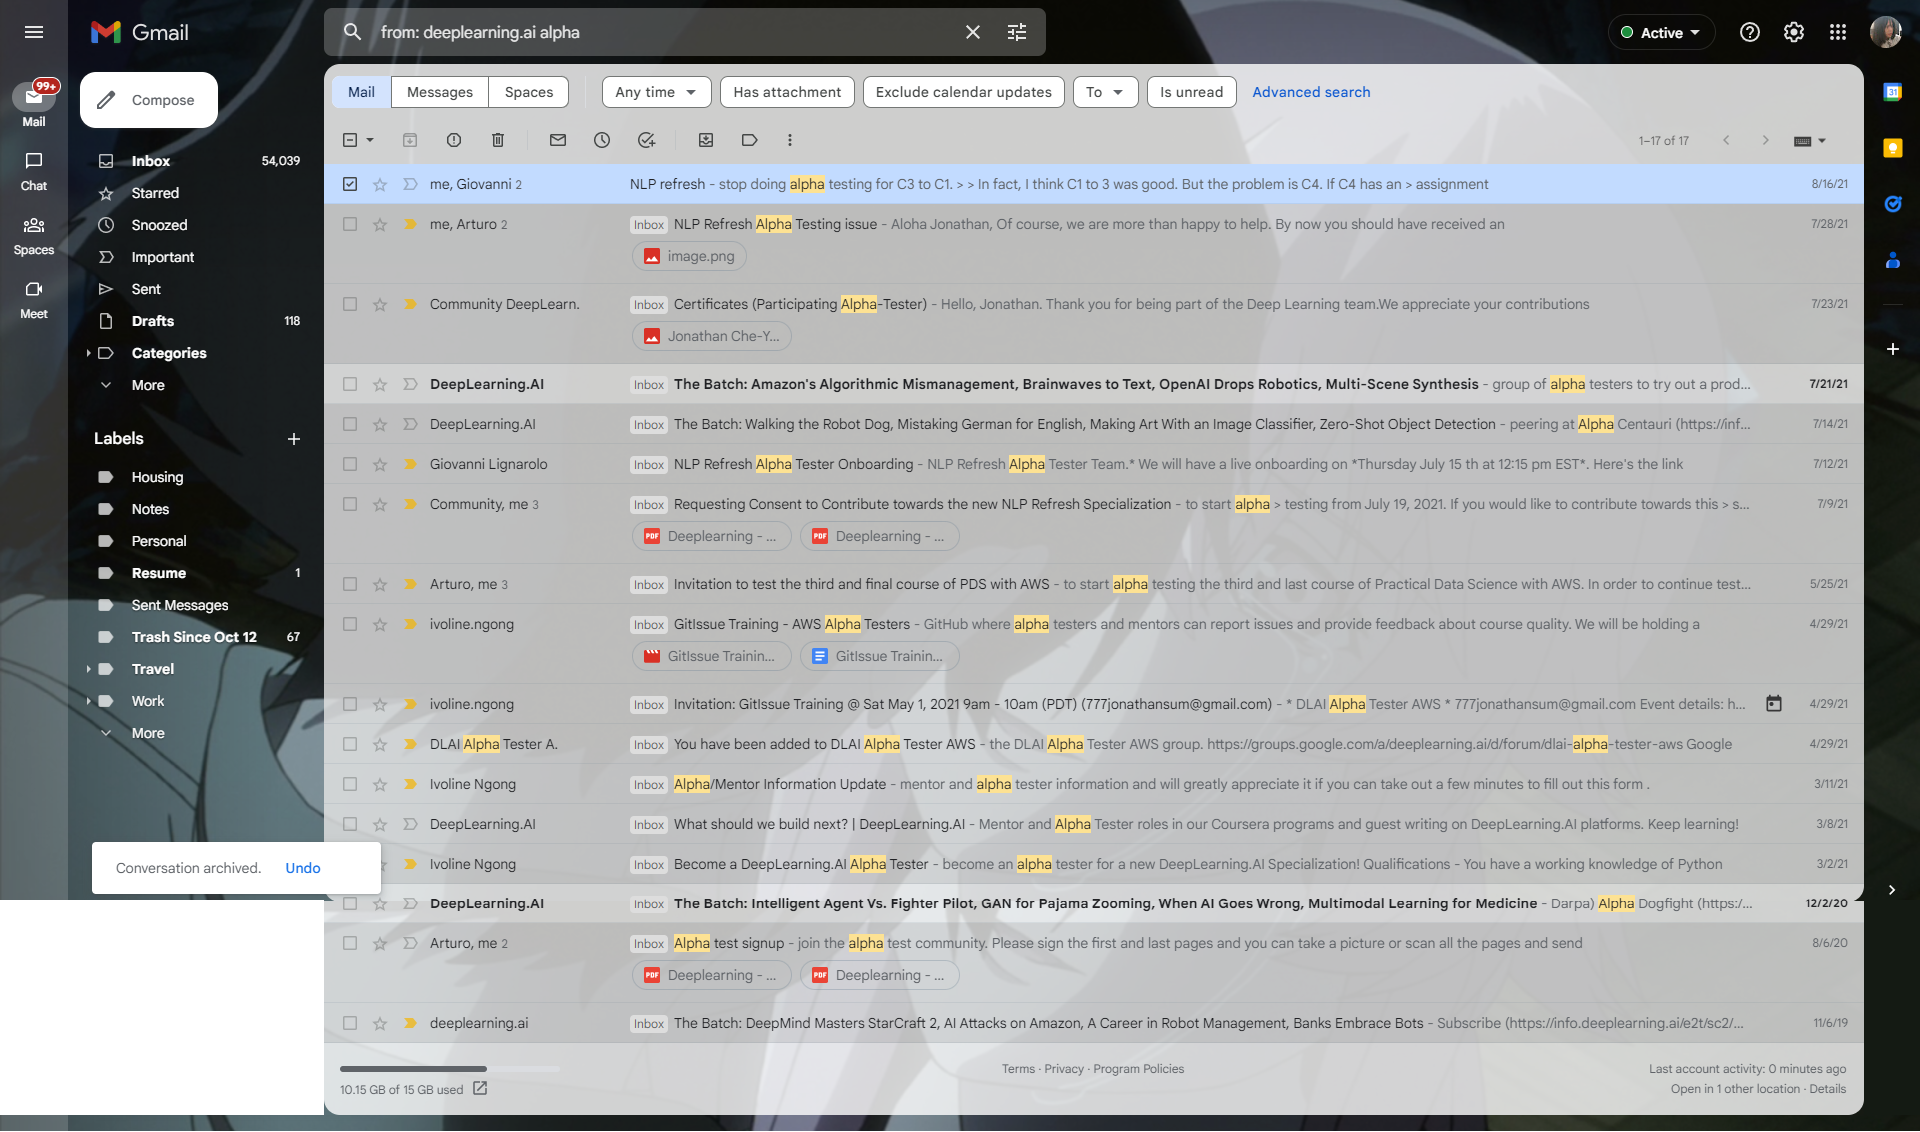 Gmail
from: deeplearning.ai alpha
Active
99+
Mail
Chat
Spaces
Meet
Compose
Inbox 54,039
Starred
Snoozed
Important
Sent
Drafts 118
Categories
More
Labels
Housing
Notes
Personal
Resume 1
Sent Messages
Trash Since Oct 12 67
Travel
Work
More
Mail Messages Spaces Any time Has attachment Exclude calendar updates To Is unread Advanced search
1–17 of 17
me, Giovanni 2 NLP refresh - stop doing alpha testing for C3 to C1. > > In fact, I think C1 to 3 was good. But the problem is C4. If C4 has an > assignment 8/16/21
me, Arturo 2 Inbox NLP Refresh Alpha Testing issue - Aloha Jonathan, Of course, we are more than happy to help. By now you should have received an 7/28/21
image.png
Community DeepLearn. Inbox Certificates (Participating Alpha-Tester) - Hello, Jonathan. Thank you for being part of the Deep Learning team.We appreciate your contributions 7/23/21
Jonathan Che-Y...
DeepLearning.AI Inbox The Batch: Amazon's Algorithmic Mismanagement, Brainwaves to Text, OpenAI Drops Robotics, Multi-Scene Synthesis - group of alpha testers to try out a prod... 7/21/21
DeepLearning.AI Inbox The Batch: Walking the Robot Dog, Mistaking German for English, Making Art With an Image Classifier, Zero-Shot Object Detection - peering at Alpha Centauri (https://inf... 7/14/21
Giovanni Lignarolo Inbox NLP Refresh Alpha Tester Onboarding - NLP Refresh Alpha Tester Team.* We will have a live onboarding on *Thursday July 15 th at 12:15 pm EST*. Here's the link 7/12/21
Community, me 3 Inbox Requesting Consent to Contribute towards the new NLP Refresh Specialization - to start alpha > testing from July 19, 2021. If you would like to contribute towards this > s... 7/9/21
PDF Deeplearning - ... PDF Deeplearning - ...
Arturo, me 3 Inbox Invitation to test the third and final course of PDS with AWS - to start alpha testing the third and last course of Practical Data Science with AWS. In order to continue test... 5/25/21
ivoline.ngong Inbox GitIssue Training - AWS Alpha Testers - GitHub where alpha testers and mentors can report issues and provide feedback about course quality. We will be holding a 4/29/21
GitIssue Trainin... GitIssue Trainin...
ivoline.ngong Inbox Invitation: GitIssue Training @ Sat May 1, 2021 9am - 10am (PDT) (777jonathansum@gmail.com) - * DLAI Alpha Tester AWS * 777jonathansum@gmail.com Event details: h... 4/29/21
DLAI Alpha Tester A. Inbox You have been added to DLAI Alpha Tester AWS - the DLAI Alpha Tester AWS group. https://groups.google.com/a/deeplearning.ai/d/forum/dlai-alpha-tester-aws Google 4/29/21
Ivoline Ngong Inbox Alpha/Mentor Information Update - mentor and alpha tester information and will greatly appreciate it if you can take out a few minutes to fill out this form . 3/11/21
DeepLearning.AI Inbox What should we build next? | DeepLearning.AI - Mentor and Alpha Tester roles in our Coursera programs and guest writing on DeepLearning.AI platforms. Keep learning! 3/8/21
Ivoline Ngong Inbox Become a DeepLearning.AI Alpha Tester - become an alpha tester for a new DeepLearning.AI Specialization! Qualifications - You have a working knowledge of Python 3/2/21
DeepLearning.AI Inbox The Batch: Intelligent Agent Vs. Fighter Pilot, GAN for Pajama Zooming, When AI Goes Wrong, Multimodal Learning for Medicine - Darpa) Alpha Dogfight (https:/... 12/2/20
Arturo, me 2 Inbox Alpha test signup - join the alpha test community. Please sign the first and last pages and you can take a picture or scan all the pages and send 8/6/20
PDF Deeplearning - ... PDF Deeplearning - ...
deeplearning.ai Inbox The Batch: DeepMind Masters StarCraft 2, AI Attacks on Amazon, A Career in Robot Management, Banks Embrace Bots - Subscribe (https://info.deeplearning.ai/e2t/sc2/... 11/6/19
Conversation archived. Undo
10.15 GB of 15 GB used
Terms · Privacy · Program Policies
Last account activity: 0 minutes ago
Open in 1 other location · Details
31